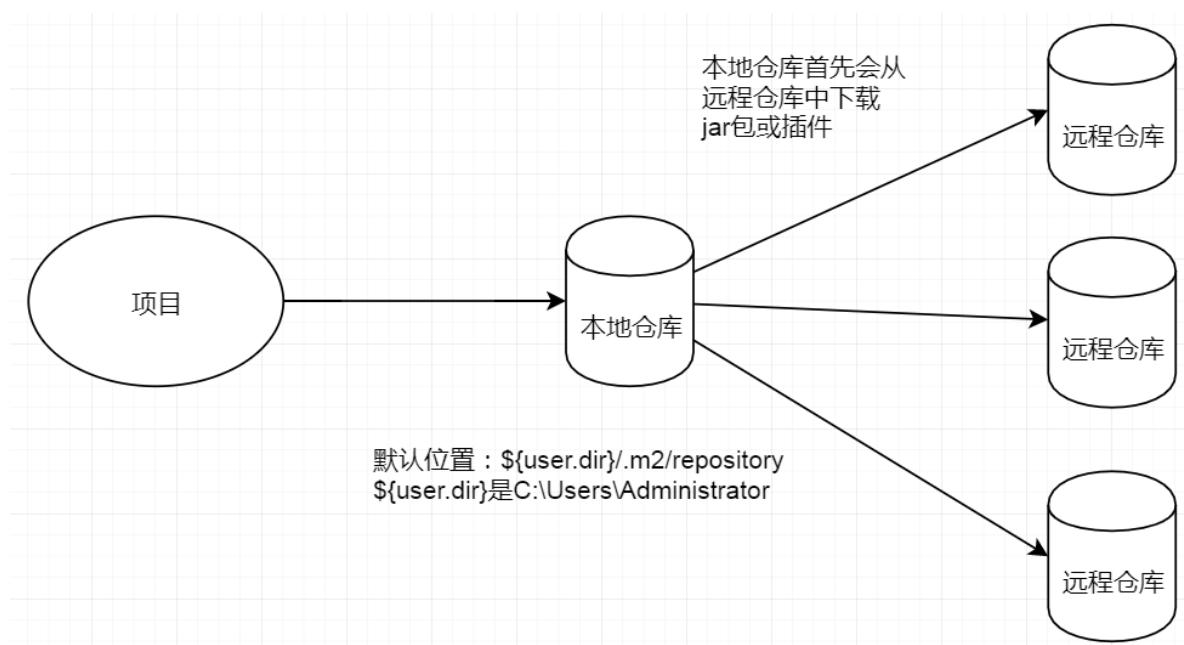 本地仓库首先会从
远程仓库中下载
jar包或插件
远程仓库
项目
本地仓库
远程仓库
默认位置：${user.dir}/.m2/repository
${user.dir}是C:\Users\Administrator
远程仓库